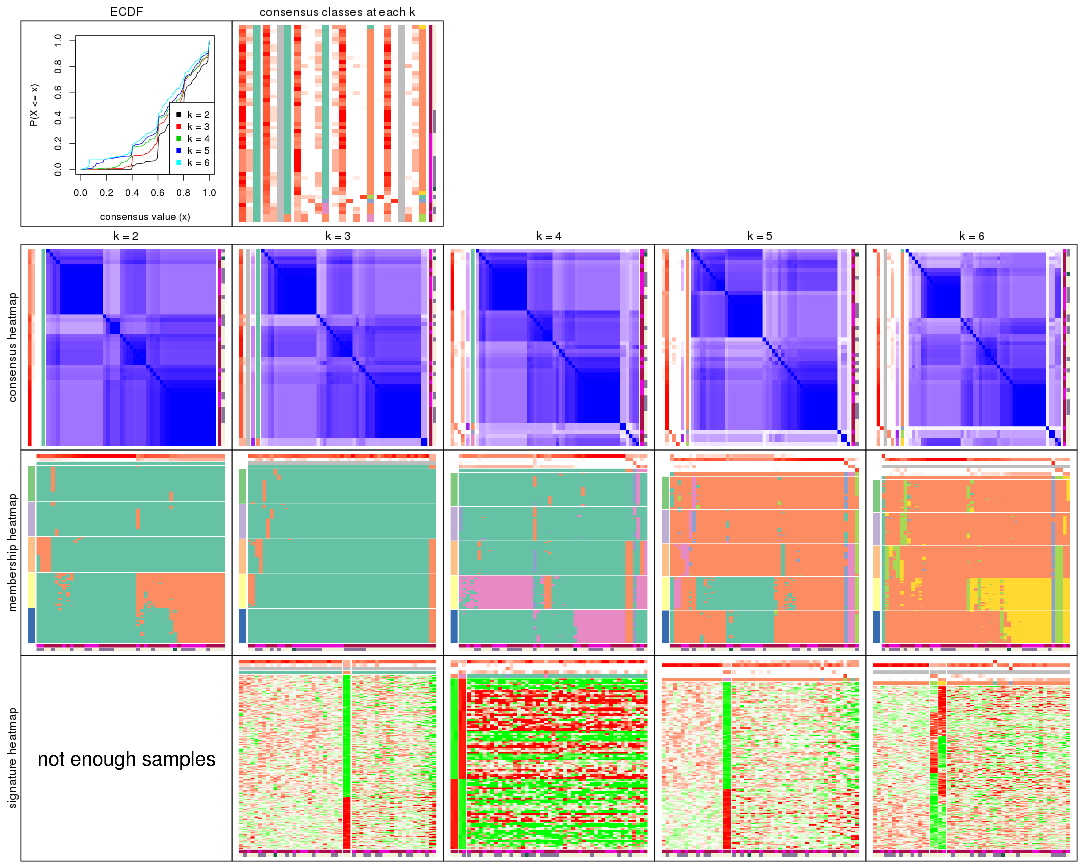 ECDF
consensus classes at each k
P(X <= x)
0.0 0.2 0.4 0.6 0.8 1.0
k = 2
k = 3
k = 4
k = 5
k = 6
0.0 0.2 0.4 0.6 0.8 1.0
consensus value (x)
k = 2
k = 3
k = 4
k = 5
k = 6
consensus heatmap
membership heatmap
signature heatmap
not enough samples